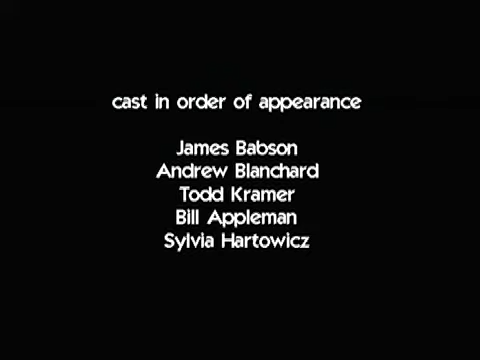 cast in order of appearance
James Babson
Andrew Blanchard
Todd Kramer
Bill Appleman
Sylvia Hartowicz